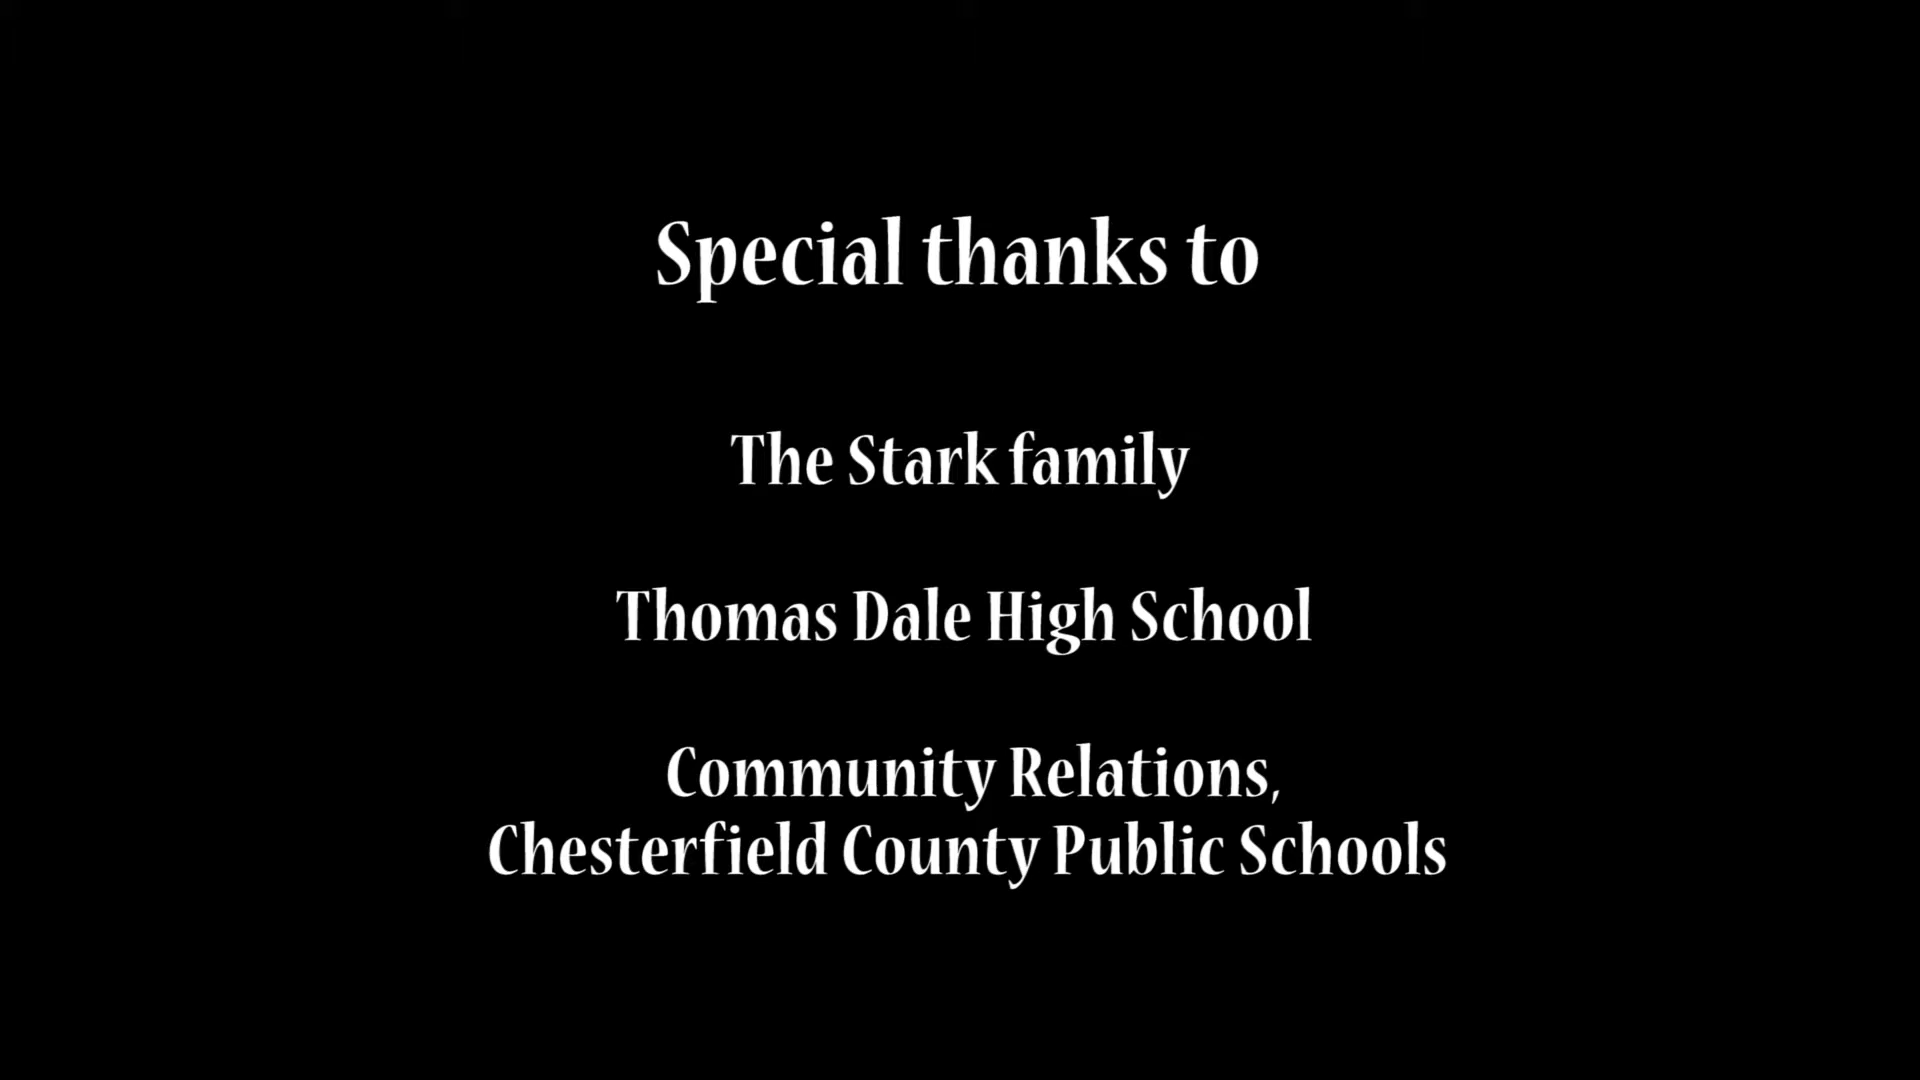 Special thanks to
The Stark family
Thomas Dale High School
Community Relations,
Chesterfield County Public Schools